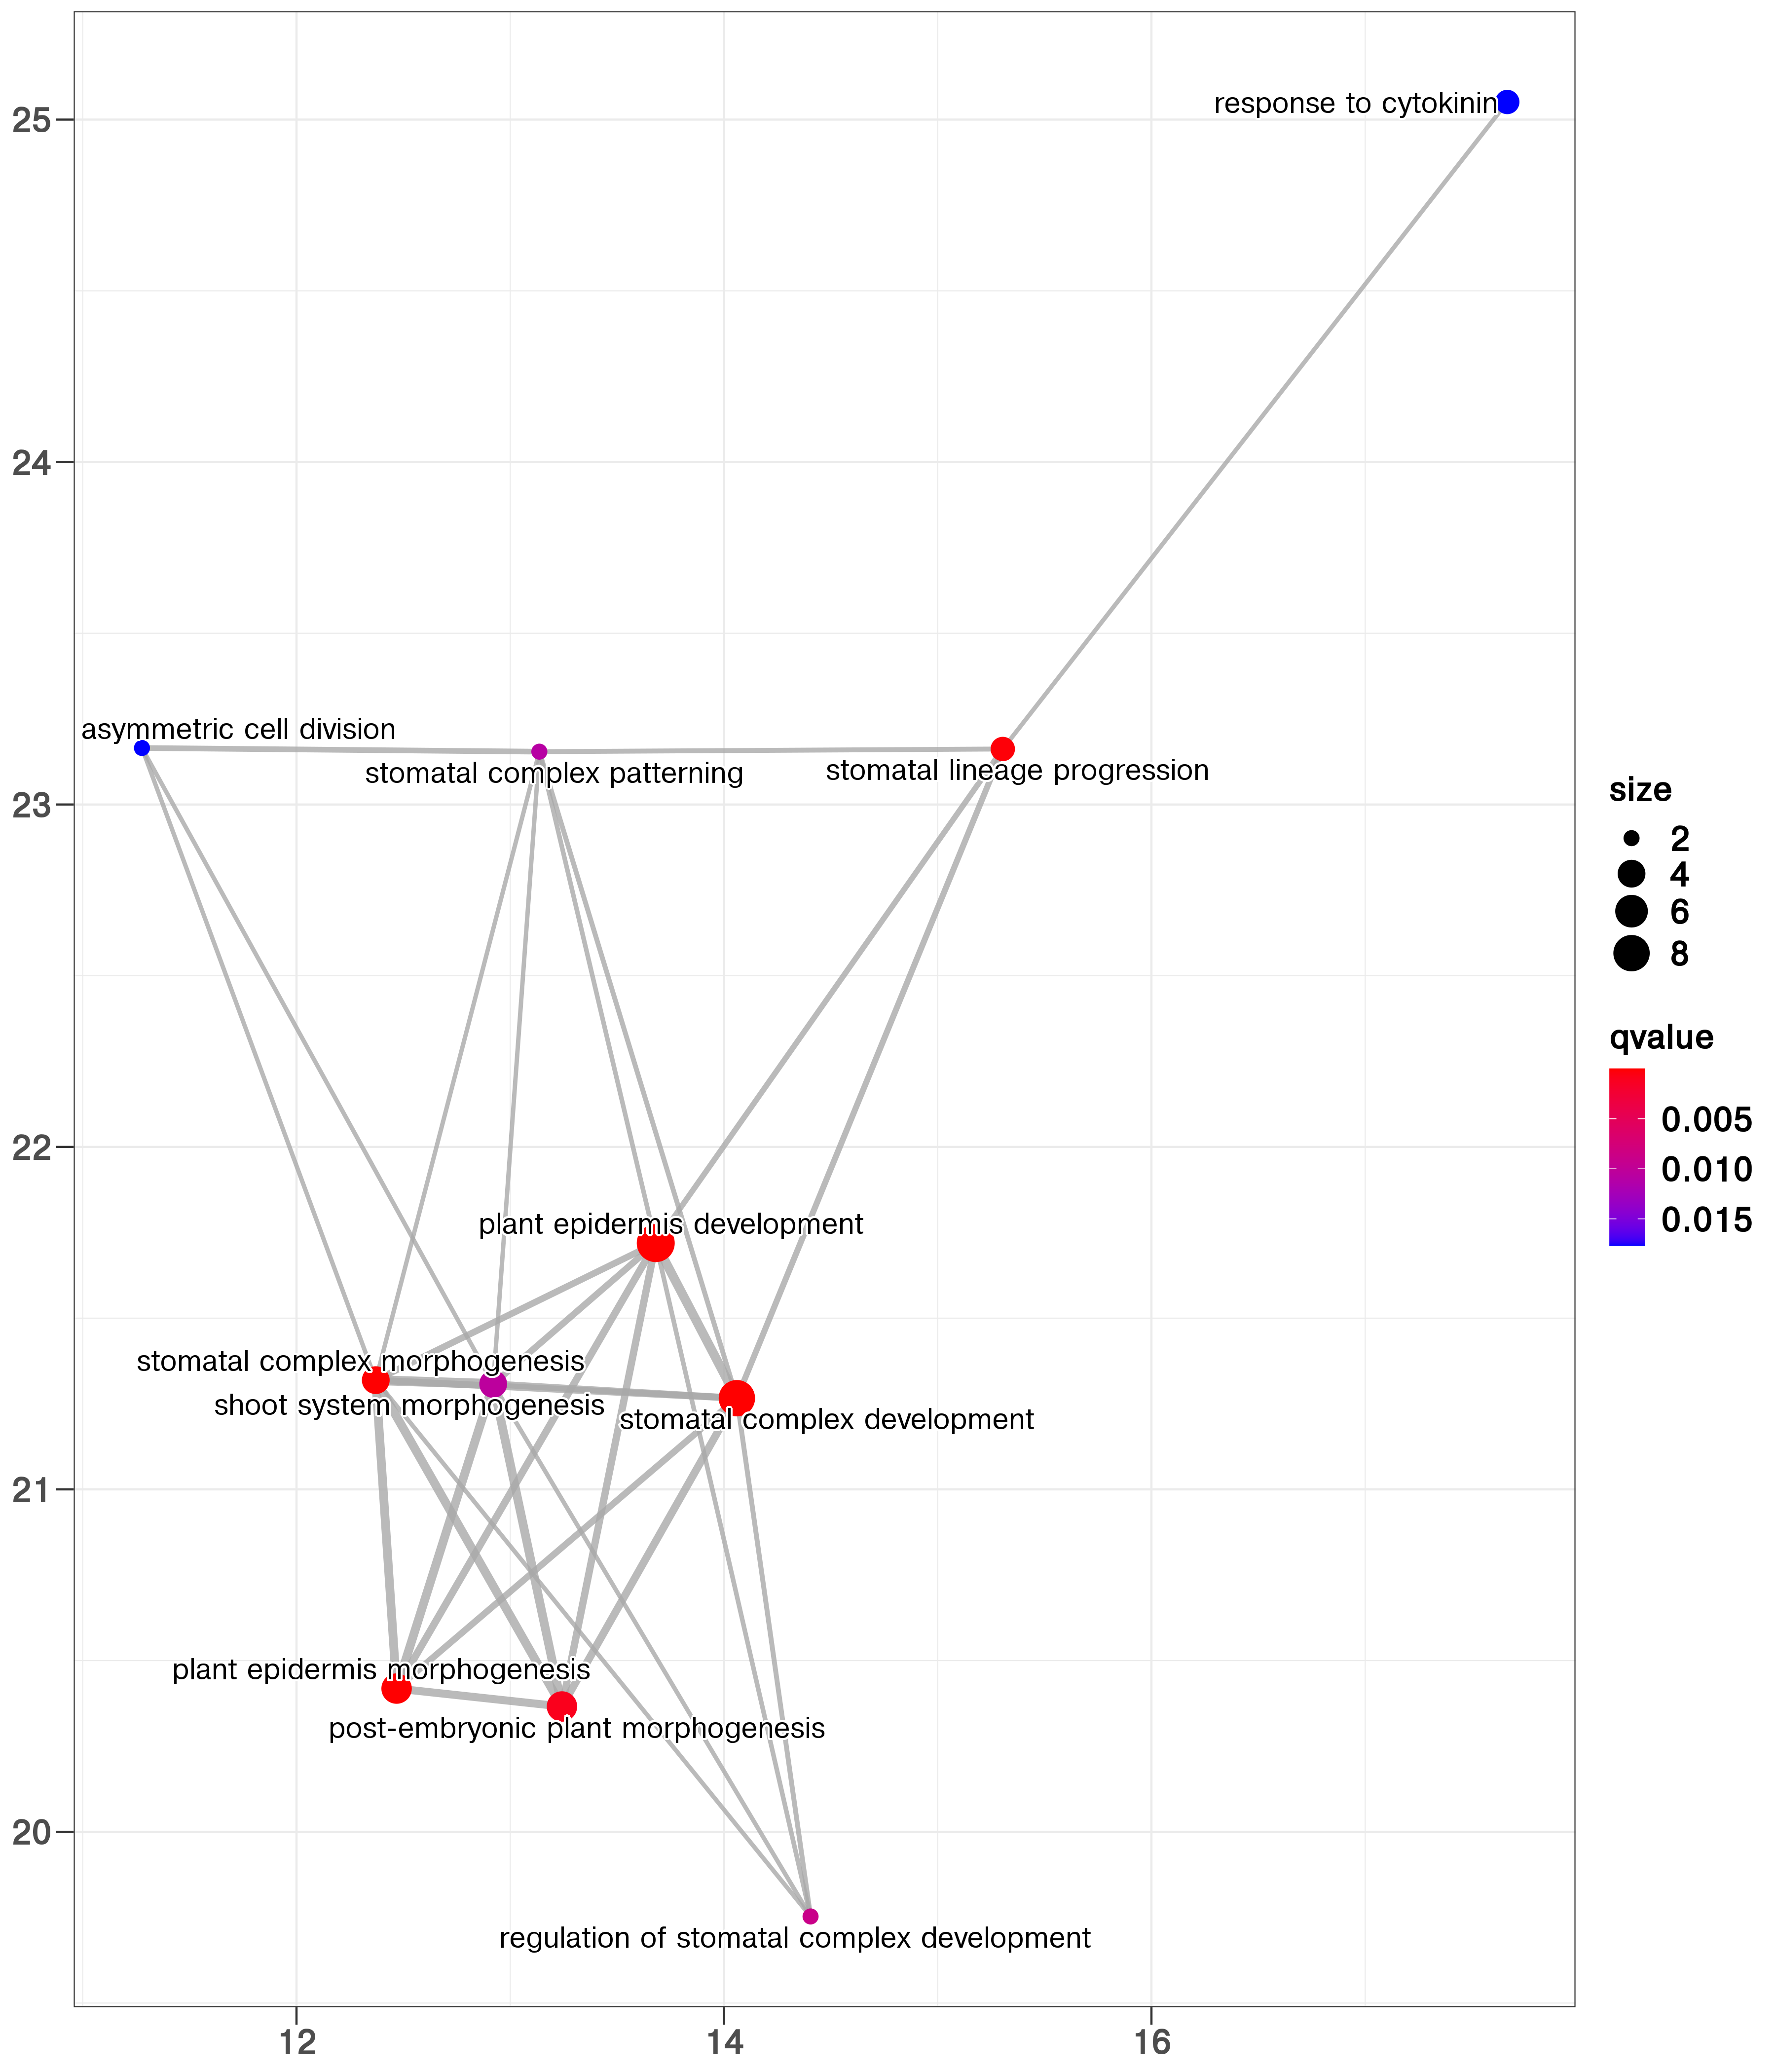 25
response to cytokinin
24
asymmetric cell division
stomatal complex patterning
stomatal lineage progression
23
size
2
4
6
8
qvalue
0.005
0.010
0.015
22
plant epidermis development
stomatal complex morphogenesis
shoot system morphogenesis
stomatal complex development
21
plant epidermis morphogenesis
post-embryonic plant morphogenesis
20
regulation of stomatal complex development
12
14
16